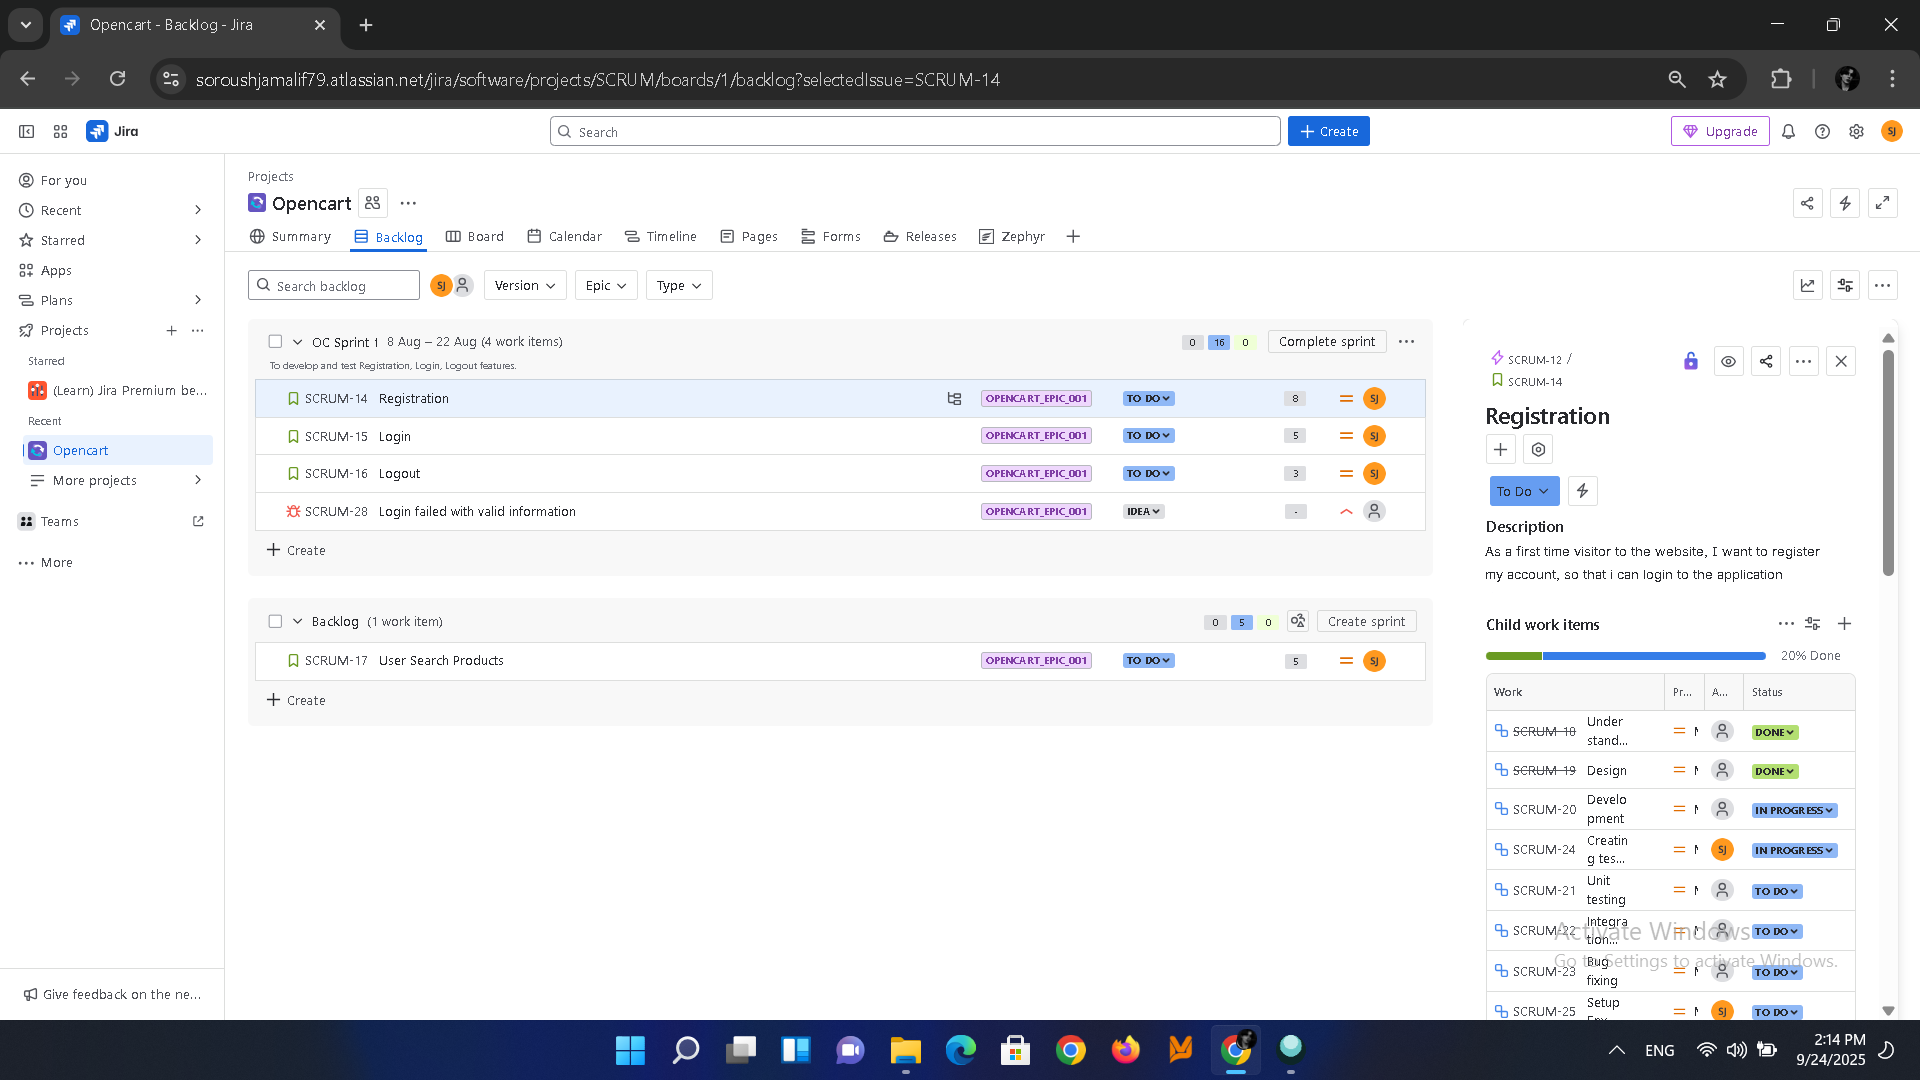 Opencart - Backlog - Jira
soroushjamalif79.atlassian.net/jira/software/projects/SCRUM/boards/1/backlog?selectedIssue=SCRUM-14
Jira
Search
Create
Upgrade
SJ
For you
Recent
Starred
Apps
Plans
Projects
Starred
(Learn) Jira Premium be...
Recent
Opencart
More projects
Teams
More
Give feedback on the ne...
Projects
Opencart
Summary
Backlog
Board
Calendar
Timeline
Pages
Forms
Releases
Zephyr
Search backlog
SJ
Version
Epic
Type
OC Sprint 1 8 Aug – 22 Aug (4 work items)
0 16 0
Complete sprint
To develop and test Registration, Login, Logout features.
SCRUM-14 Registration OPENCART_EPIC_001 TO DO 8 SJ
SCRUM-15 Login OPENCART_EPIC_001 TO DO 5 SJ
SCRUM-16 Logout OPENCART_EPIC_001 TO DO 3 SJ
SCRUM-28 Login failed with valid information OPENCART_EPIC_001 IDEA -
Create
Backlog (1 work item)
0 5 0
Create sprint
SCRUM-17 User Search Products OPENCART_EPIC_001 TO DO 5 SJ
Create
SCRUM-12 /
SCRUM-14
Registration
To Do
Description
As a first time visitor to the website, I want to register
my account, so that i can login to the application
Child work items
20% Done
Work Pr... A... Status
SCRUM-18 Under stand... DONE
SCRUM-19 Design DONE
SCRUM-20 Develo pment IN PROGRESS
SCRUM-24 Creatin g tes... SJ IN PROGRESS
SCRUM-21 Unit testing TO DO
SCRUM-22 Integra tion... TO DO
SCRUM-23 Bug fixing TO DO
SCRUM-25 Setup SJ TO DO
Activate Windows
Go to Settings to activate Windows.
ENG
2:14 PM
9/24/2025